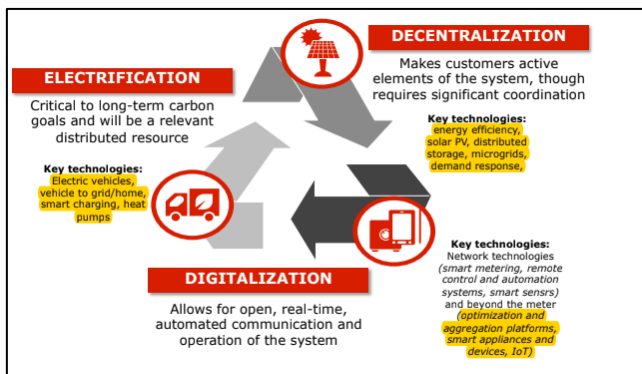 DECENTRALIZATION
Makes customers active
elements of the system, though
requires significant coordination
Key technologies:
energy efficiency,
solar PV, distributed
storage, microgrids,
demand response,
ELECTRIFICATION
Critical to long-term carbon
goals and will be a relevant
distributed resource
Key technologies:
Electric vehicles,
vehicle to grid/home,
smart charging, heat
pumps
DIGITALIZATION
Allows for open, real-time,
automated communication and
operation of the system
Key technologies:
Network technologies
(smart metering, remote
control and automation
systems, smart sensrs)
and beyond the meter
(optimization and
aggregation platforms,
smart appliances and
devices, IoT)